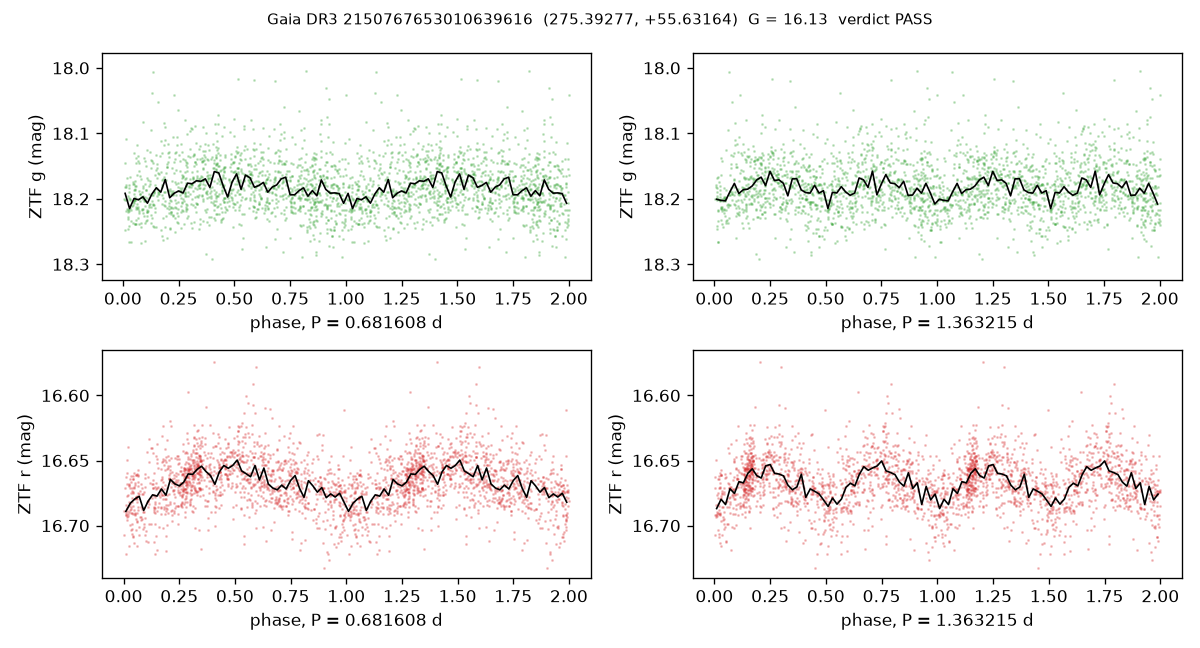 Gaia DR3 2150767653010639616 (275.39277, +55.63164) G = 16.13 verdict PASS
ZTF g (mag)
18.0
18.1
18.2
18.3
0.00 0.25 0.50 0.75 1.00 1.25 1.50 1.75 2.00
phase, P = 0.681608 d
ZTF g (mag)
18.0
18.1
18.2
18.3
0.00 0.25 0.50 0.75 1.00 1.25 1.50 1.75 2.00
phase, P = 1.363215 d
ZTF r (mag)
16.60
16.65
16.70
0.00 0.25 0.50 0.75 1.00 1.25 1.50 1.75 2.00
phase, P = 0.681608 d
ZTF r (mag)
16.60
16.65
16.70
0.00 0.25 0.50 0.75 1.00 1.25 1.50 1.75 2.00
phase, P = 1.363215 d